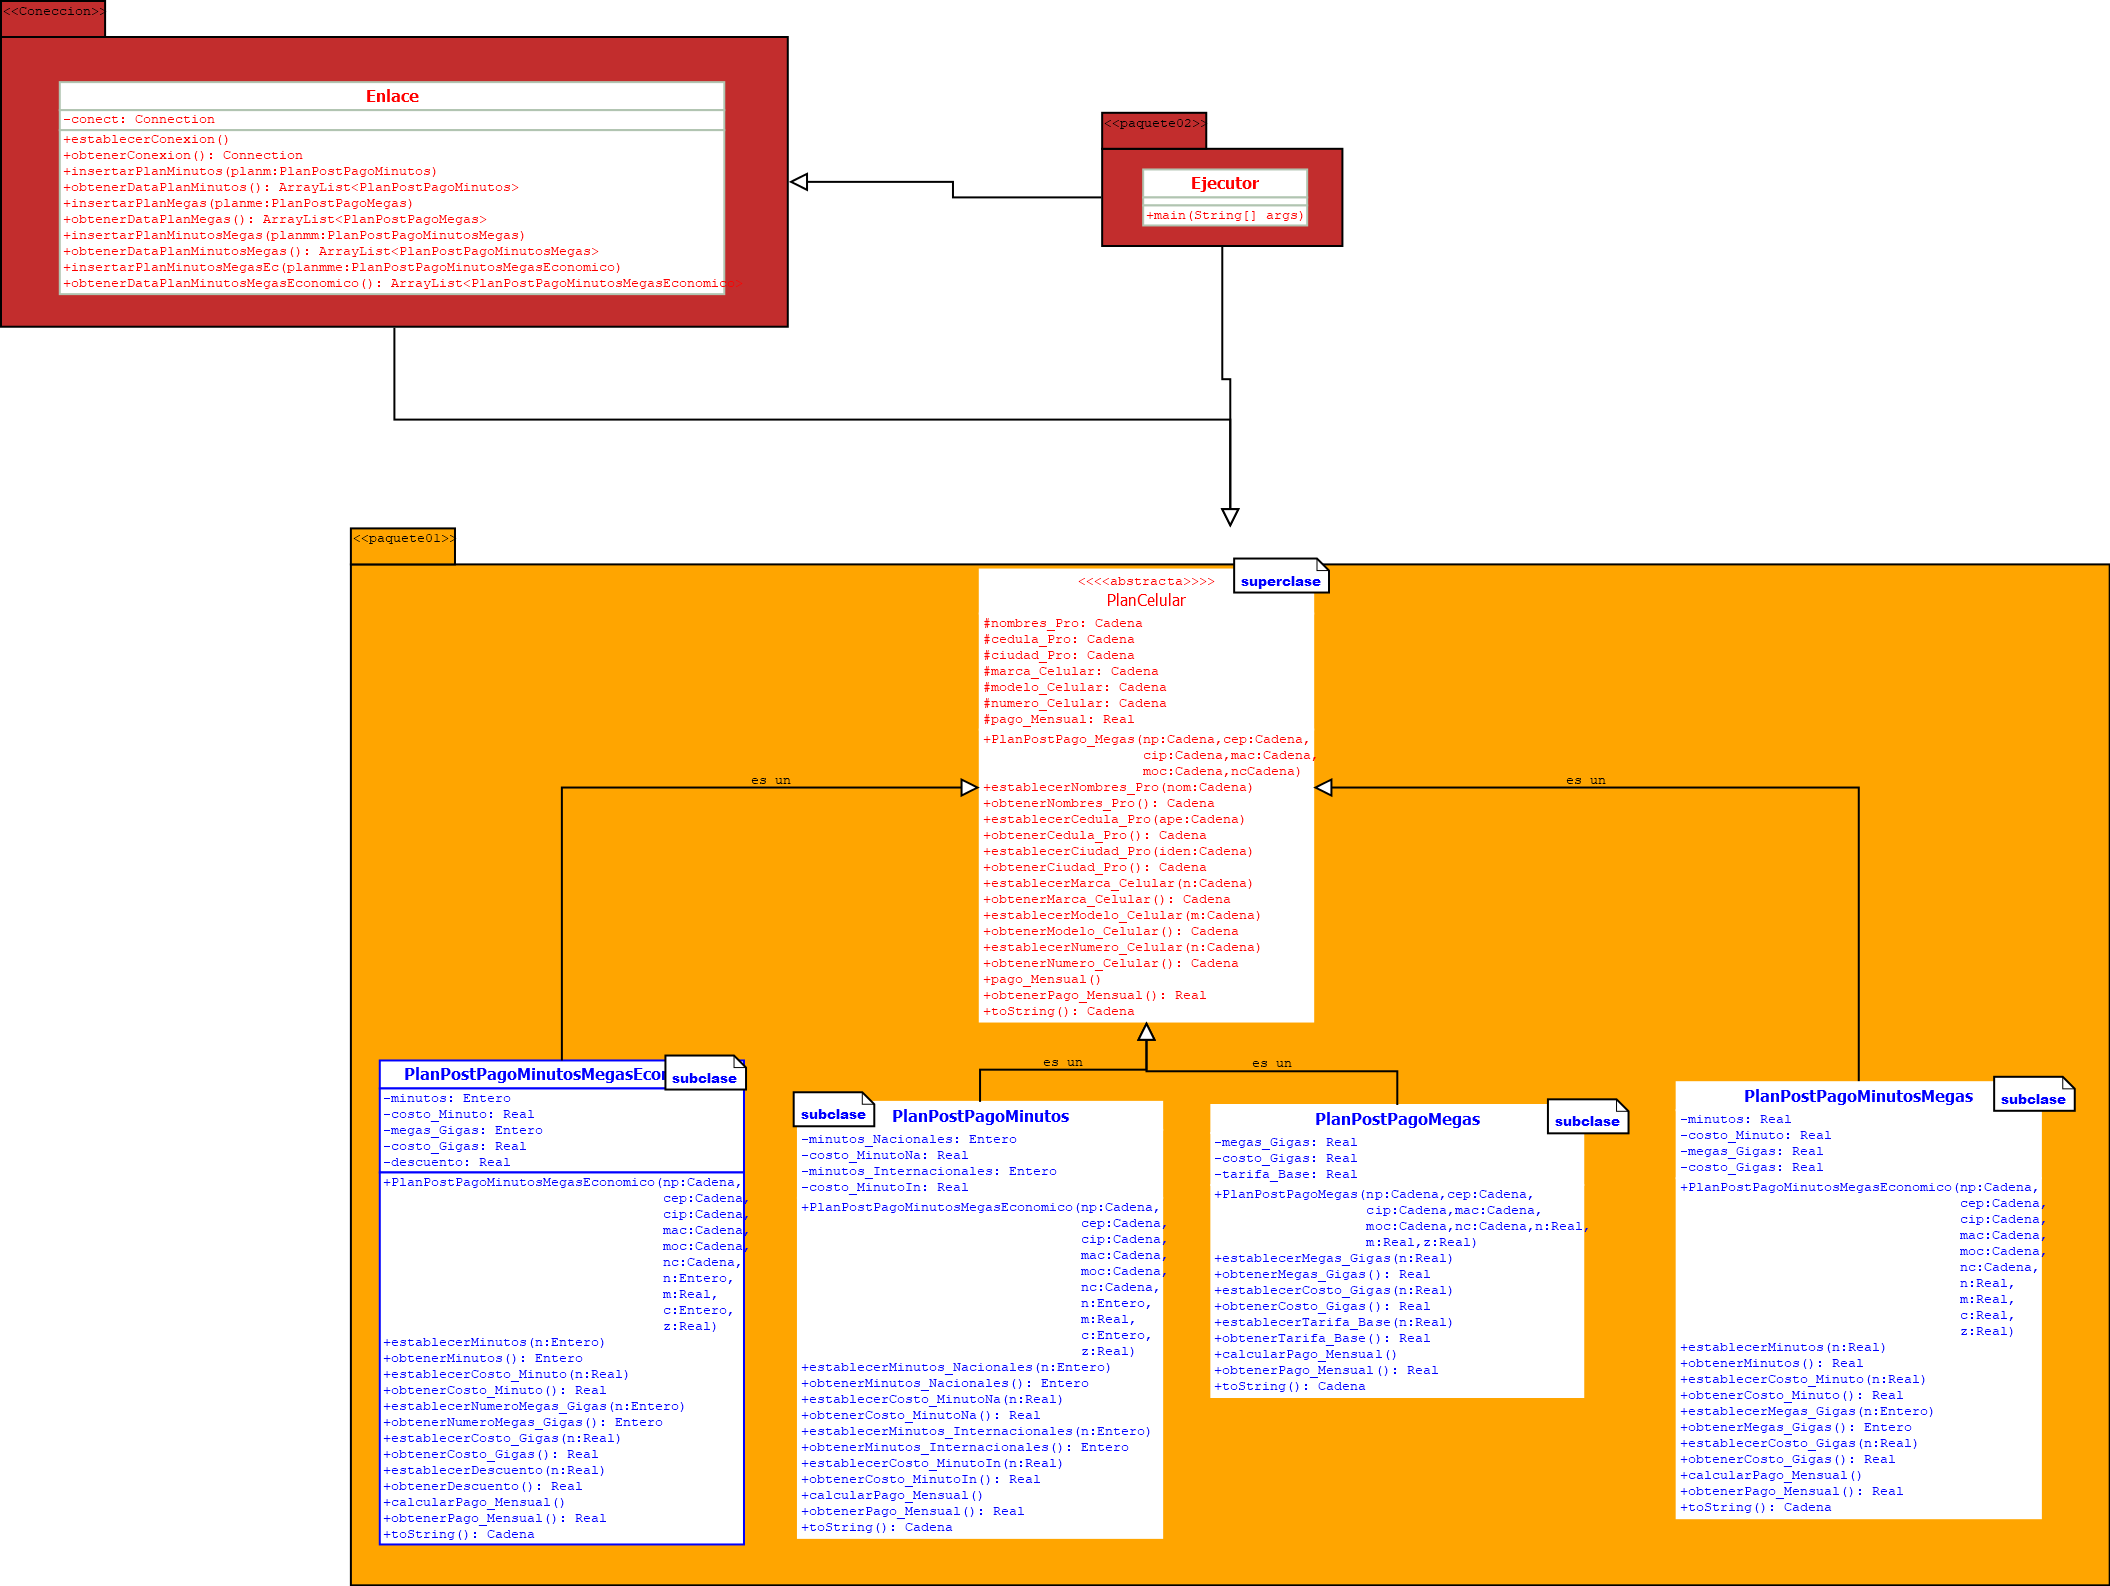 <<Coneccion>>
Enlace
-conect: Connection
+establecerConexion()
+obtenerConexion(): Connection
+insertarPlanMinutos(planm:PlanPostPagoMinutos)
+obtenerDataPlanMinutos(): ArrayList<PlanPostPagoMinutos>
+insertarPlanMegas(planme:PlanPostPagoMegas)
+obtenerDataPlanMegas(): ArrayList<PlanPostPagoMegas>
+insertarPlanMinutosMegas(planmm:PlanPostPagoMinutosMegas)
+obtenerDataPlanMinutosMegas(): ArrayList<PlanPostPagoMinutosMegas>
+insertarPlanMinutosMegasEc(planmme:PlanPostPagoMinutosMegasEconomico)
+obtenerDataPlanMinutosMegasEconomico(): ArrayList<PlanPostPagoMinutosMegasEconomico>
<<paquete02>>
Ejecutor
+main(String[] args)
<<paquete01>>
superclase
<<<<abstracta>>>>
PlanCelular
#nombres_Pro: Cadena
#cedula_Pro: Cadena
#ciudad_Pro: Cadena
#marca_Celular: Cadena
#modelo_Celular: Cadena
#numero_Celular: Cadena
#pago_Mensual: Real
+PlanPostPago_Megas(np:Cadena,cep:Cadena,
cip:Cadena,mac:Cadena,
moc:Cadena,ncCadena)
+establecerNombres_Pro(nom:Cadena)
+obtenerNombres_Pro(): Cadena
+establecerCedula_Pro(ape:Cadena)
+obtenerCedula_Pro(): Cadena
+establecerCiudad_Pro(iden:Cadena)
+obtenerCiudad_Pro(): Cadena
+establecerMarca_Celular(n:Cadena)
+obtenerMarca_Celular(): Cadena
+establecerModelo_Celular(m:Cadena)
+obtenerModelo_Celular(): Cadena
+establecerNumero_Celular(n:Cadena)
+obtenerNumero_Celular(): Cadena
+pago_Mensual()
+obtenerPago_Mensual(): Real
+toString(): Cadena
es un
es un
es un
es un
PlanPostPagoMinutosMegasEcon
subclase
-minutos: Entero
-costo_Minuto: Real
-megas_Gigas: Entero
-costo_Gigas: Real
-descuento: Real
+PlanPostPagoMinutosMegasEconomico(np:Cadena,
cep:Cadena,
cip:Cadena,
mac:Cadena,
moc:Cadena,
nc:Cadena,
n:Entero,
m:Real,
c:Entero,
z:Real)
+establecerMinutos(n:Entero)
+obtenerMinutos(): Entero
+establecerCosto_Minuto(n:Real)
+obtenerCosto_Minuto(): Real
+establecerNumeroMegas_Gigas(n:Entero)
+obtenerNumeroMegas_Gigas(): Entero
+establecerCosto_Gigas(n:Real)
+obtenerCosto_Gigas(): Real
+establecerDescuento(n:Real)
+obtenerDescuento(): Real
+calcularPago_Mensual()
+obtenerPago_Mensual(): Real
+toString(): Cadena
subclase
PlanPostPagoMinutos
-minutos_Nacionales: Entero
-costo_MinutoNa: Real
-minutos_Internacionales: Entero
-costo_MinutoIn: Real
+PlanPostPagoMinutosMegasEconomico(np:Cadena,
cep:Cadena,
cip:Cadena,
mac:Cadena,
moc:Cadena,
nc:Cadena,
n:Entero,
m:Real,
c:Entero,
z:Real)
+establecerMinutos_Nacionales(n:Entero)
+obtenerMinutos_Nacionales(): Entero
+establecerCosto_MinutoNa(n:Real)
+obtenerCosto_MinutoNa(): Real
+establecerMinutos_Internacionales(n:Entero)
+obtenerMinutos_Internacionales(): Entero
+establecerCosto_MinutoIn(n:Real)
+obtenerCosto_MinutoIn(): Real
+calcularPago_Mensual()
+obtenerPago_Mensual(): Real
+toString(): Cadena
PlanPostPagoMegas
subclase
-megas_Gigas: Real
-costo_Gigas: Real
-tarifa_Base: Real
+PlanPostPagoMegas(np:Cadena,cep:Cadena,
cip:Cadena,mac:Cadena,
moc:Cadena,nc:Cadena,n:Real,
m:Real,z:Real)
+establecerMegas_Gigas(n:Real)
+obtenerMegas_Gigas(): Real
+establecerCosto_Gigas(n:Real)
+obtenerCosto_Gigas(): Real
+establecerTarifa_Base(n:Real)
+obtenerTarifa_Base(): Real
+calcularPago_Mensual()
+obtenerPago_Mensual(): Real
+toString(): Cadena
PlanPostPagoMinutosMegas
subclase
-minutos: Real
-costo_Minuto: Real
-megas_Gigas: Real
-costo_Gigas: Real
+PlanPostPagoMinutosMegasEconomico(np:Cadena,
cep:Cadena,
cip:Cadena,
mac:Cadena,
moc:Cadena,
nc:Cadena,
n:Real,
m:Real,
c:Real,
z:Real)
+establecerMinutos(n:Real)
+obtenerMinutos(): Real
+establecerCosto_Minuto(n:Real)
+obtenerCosto_Minuto(): Real
+establecerMegas_Gigas(n:Entero)
+obtenerMegas_Gigas(): Entero
+establecerCosto_Gigas(n:Real)
+obtenerCosto_Gigas(): Real
+calcularPago_Mensual()
+obtenerPago_Mensual(): Real
+toString(): Cadena